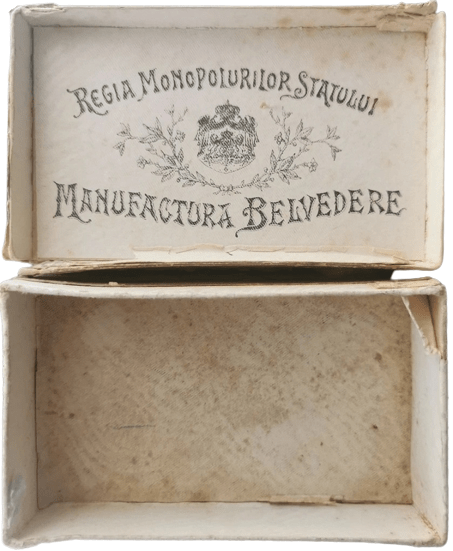 REGIA MONOPOLURILOR STATULUI
MANUFACTURA BELVEDERE